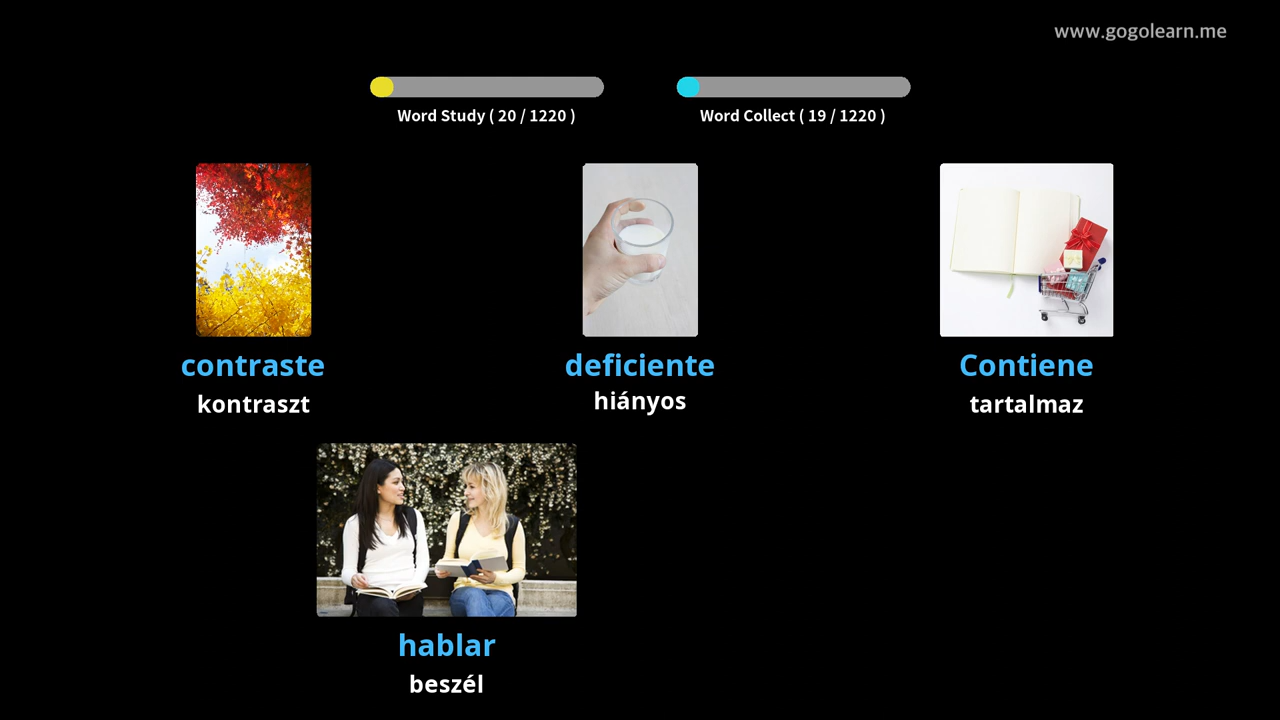 www.gogolearn.me
Word Study ( 20 / 1220 )
Word Collect ( 19 / 1220 )
contraste
kontraszt
deficiente
hiányos
Contiene
tartalmaz
hablar
beszél